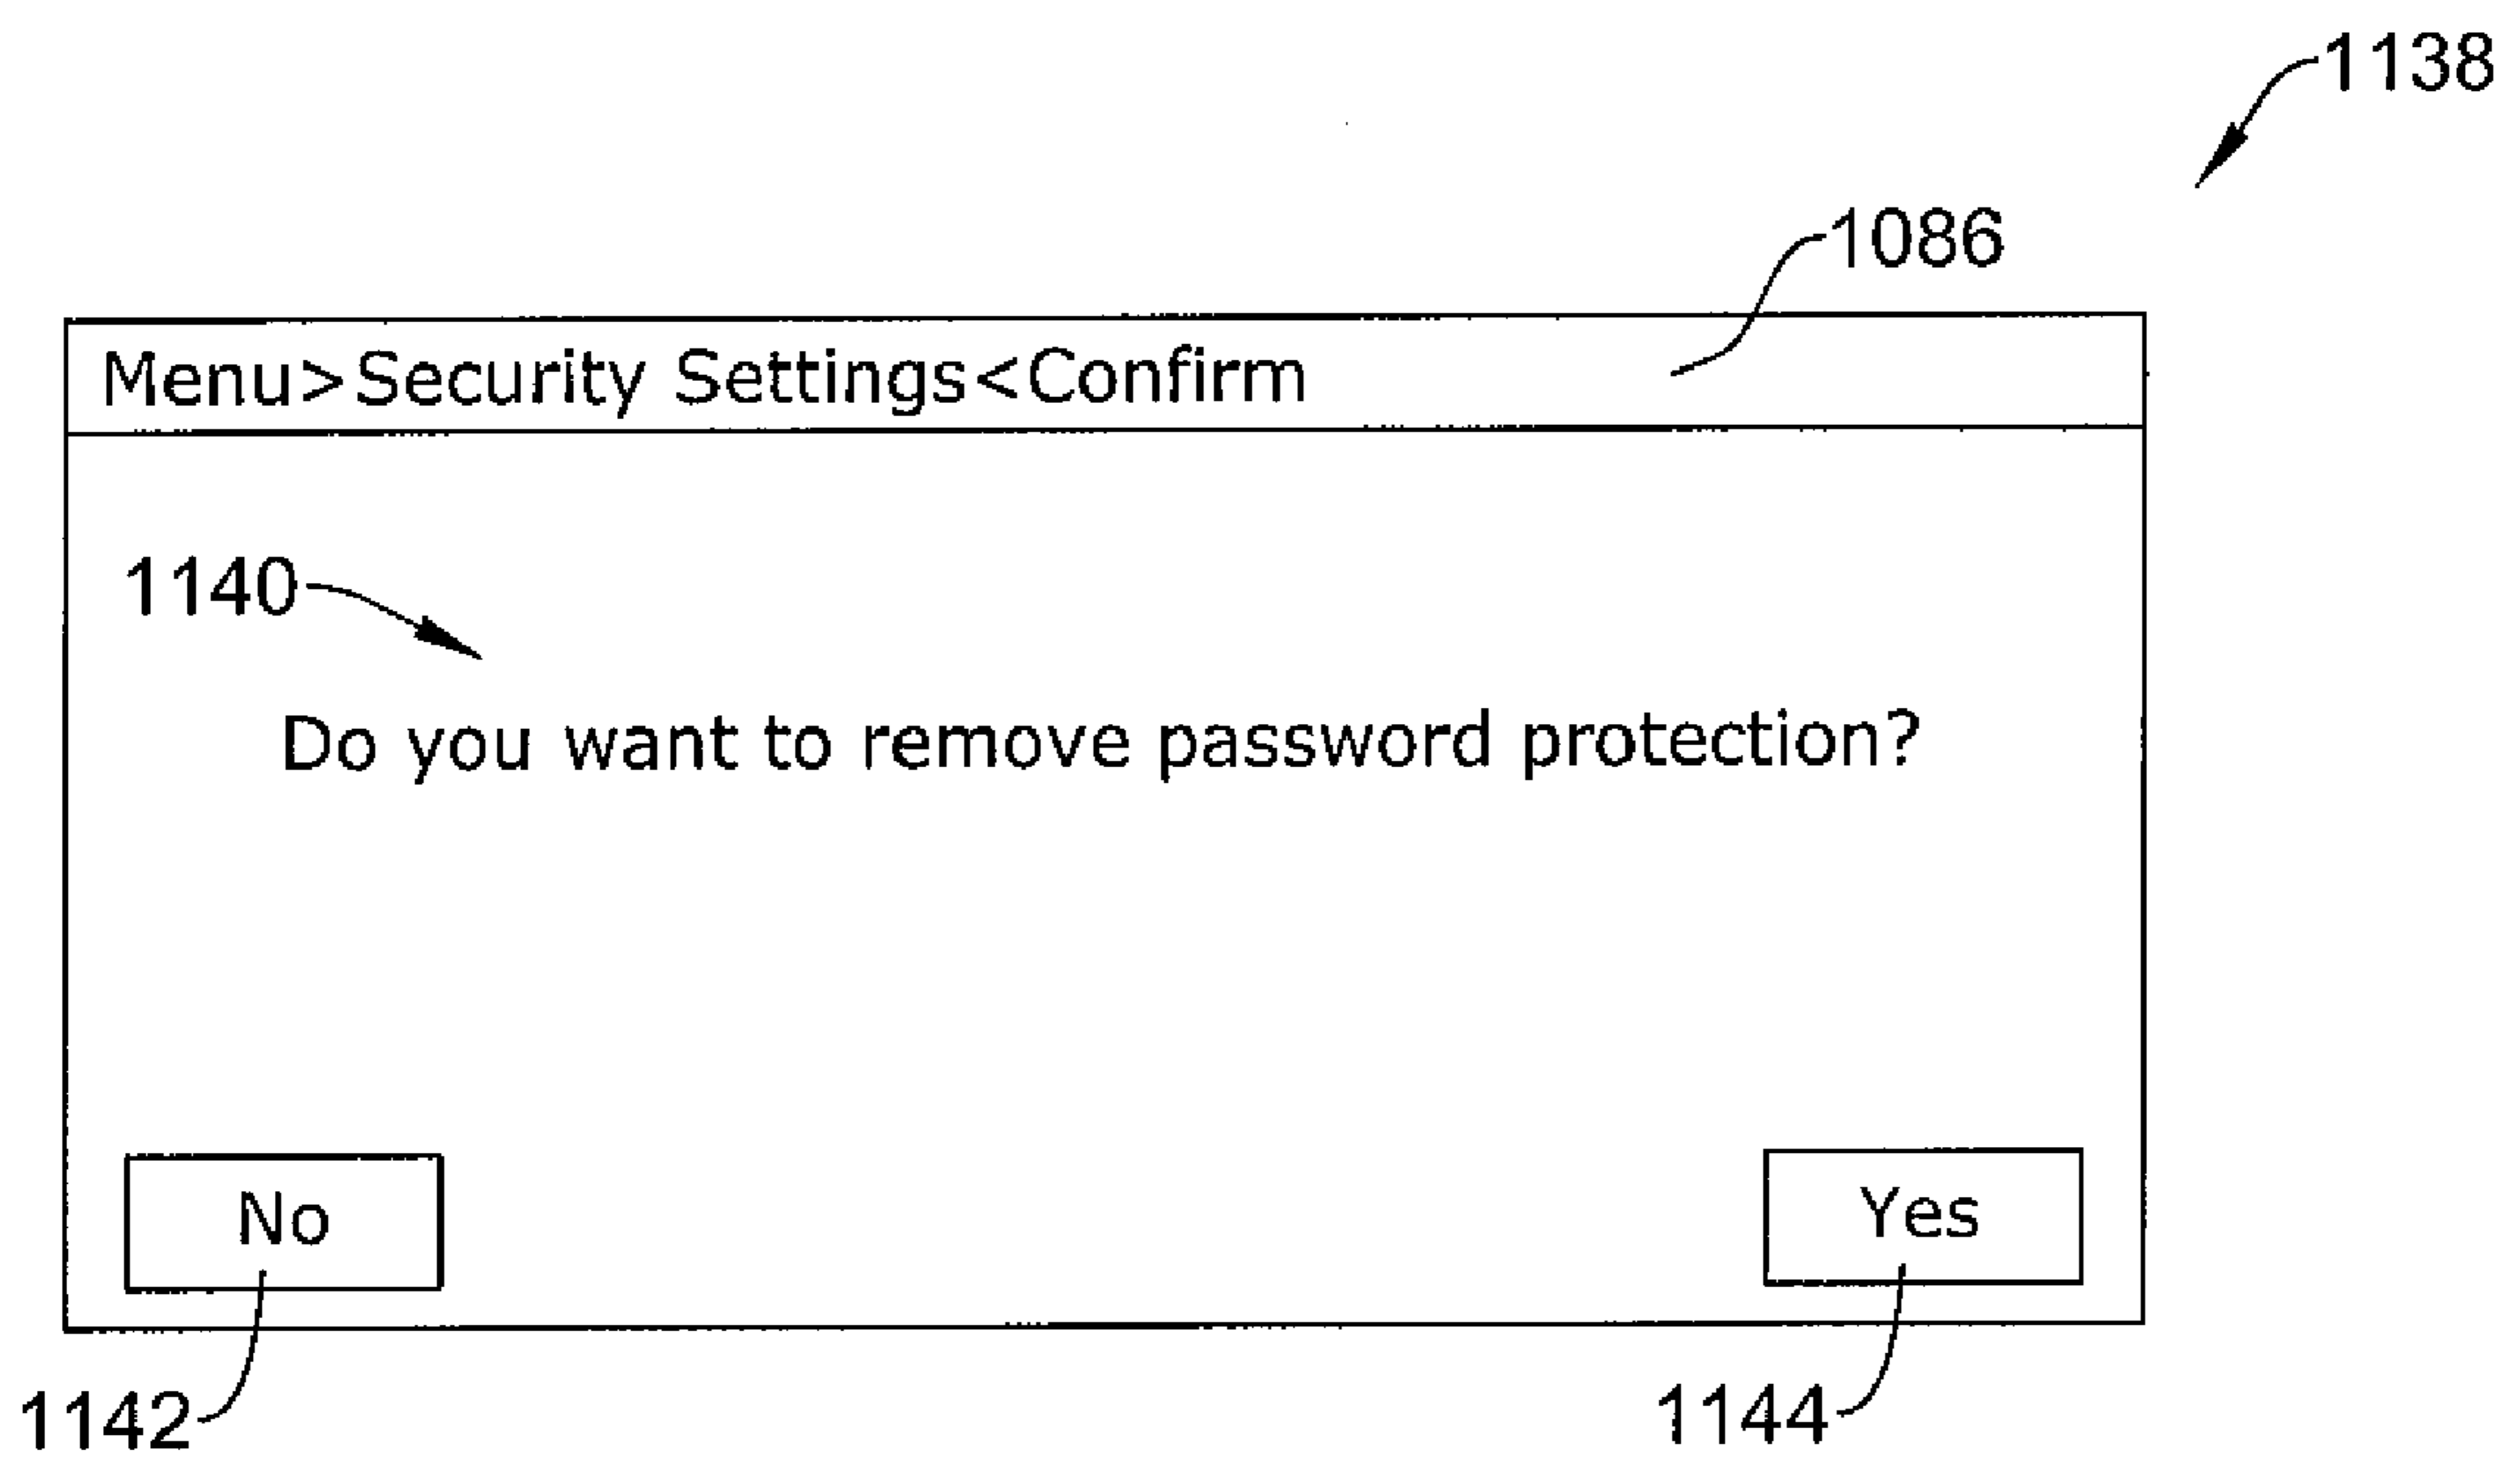 1138
1086
Menu>Security Settings<Confirm
1140
Do you want to remove password protection?
No
Yes
1142
1144